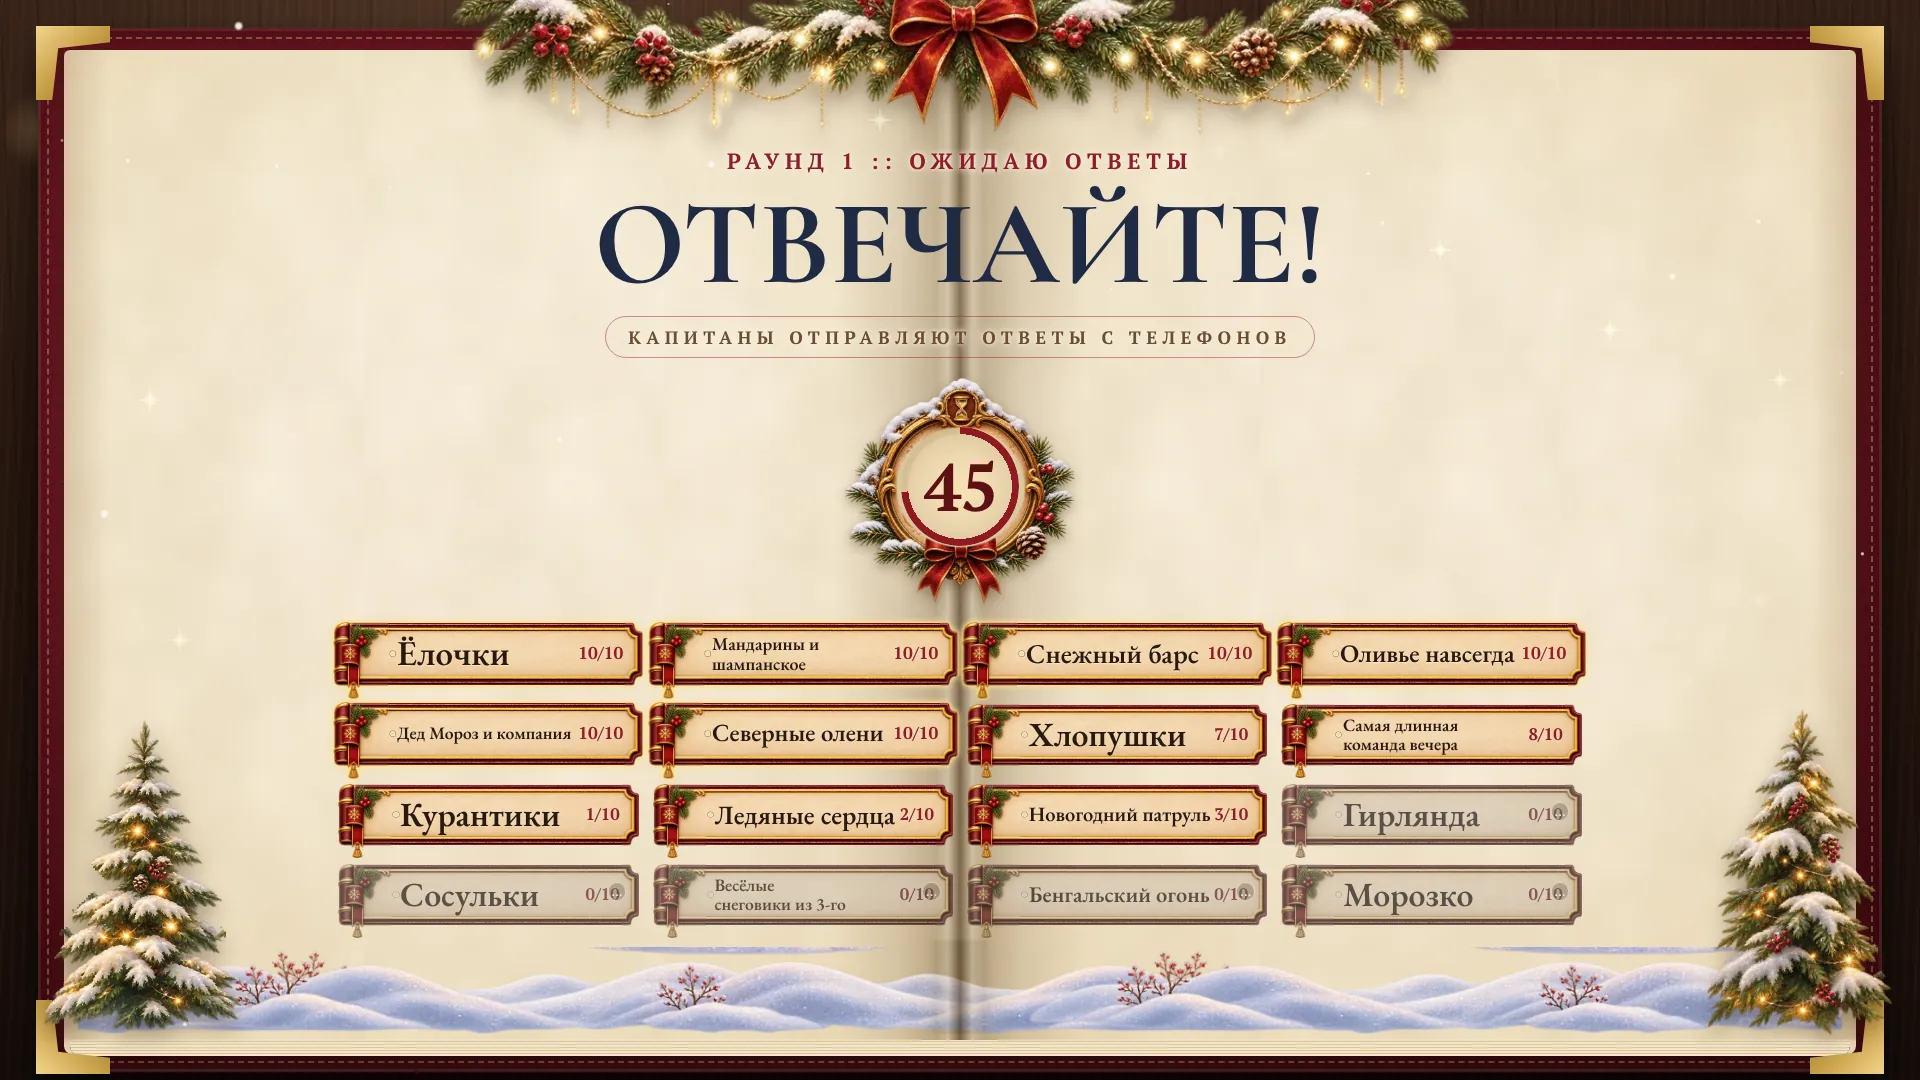 РАУНД 1 :: ОЖИДАЮ ОТВЕТЫ
ОТВЕЧАЙТЕ!
КАПИТАНЫ ОТПРАВЛЯЮТ ОТВЕТЫ С ТЕЛЕФОНОВ
45
Ёлочки 10/10
Мандарины и
шампанское 10/10
Снежный барс 10/10
Оливье навсегда 10/10
Дед Мороз и компания 10/10
Северные олени 10/10
Хлопушки 7/10
Самая длинная
команда вечера 8/10
Курантики 1/10
Ледяные сердца 2/10
Новогодний патруль 3/10
Гирлянда 0/10
Сосульки 0/10
Весёлые
снеговики из 3-го 0/10
Бенгальский огонь 0/10
Морозко 0/10